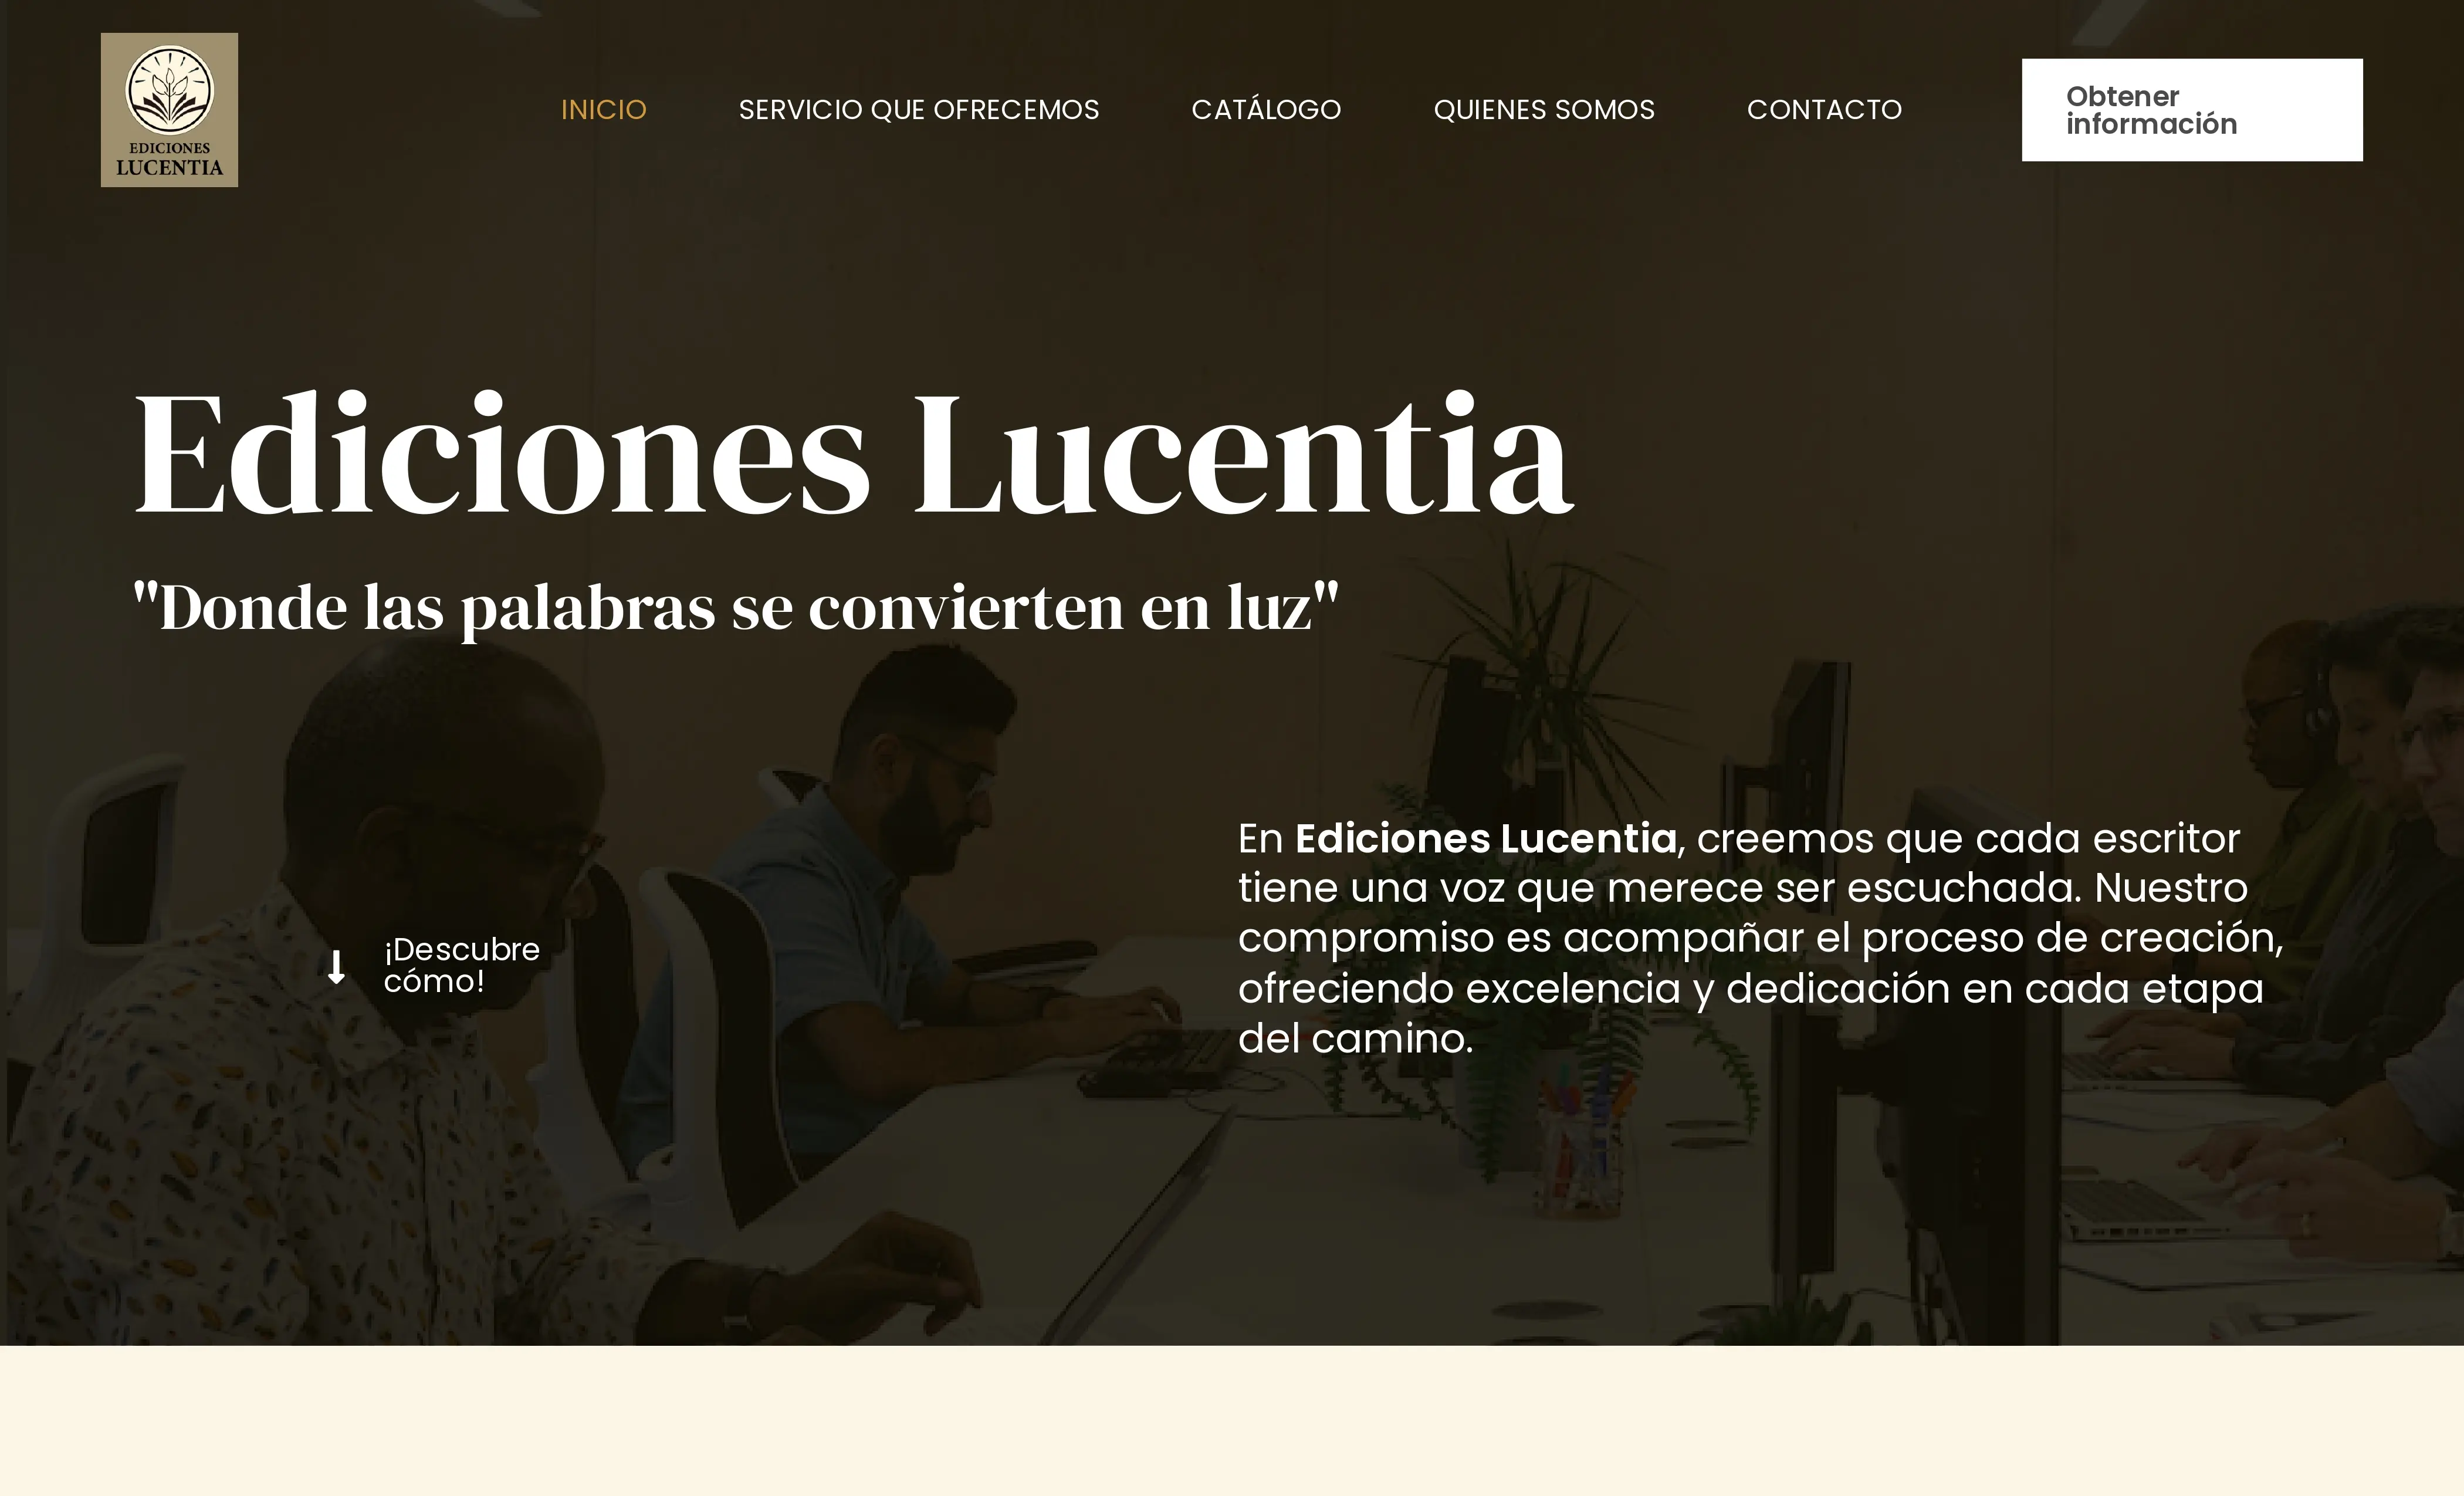 EDICIONES
LUCENTIA
INICIO
SERVICIO QUE OFRECEMOS
CATÁLOGO
QUIENES SOMOS
CONTACTO
Obtener
información
Ediciones Lucentia
"Donde las palabras se convierten en luz"
¡Descubre
cómo!
En Ediciones Lucentia, creemos que cada escritor
tiene una voz que merece ser escuchada. Nuestro
compromiso es acompañar el proceso de creación,
ofreciendo excelencia y dedicación en cada etapa
del camino.